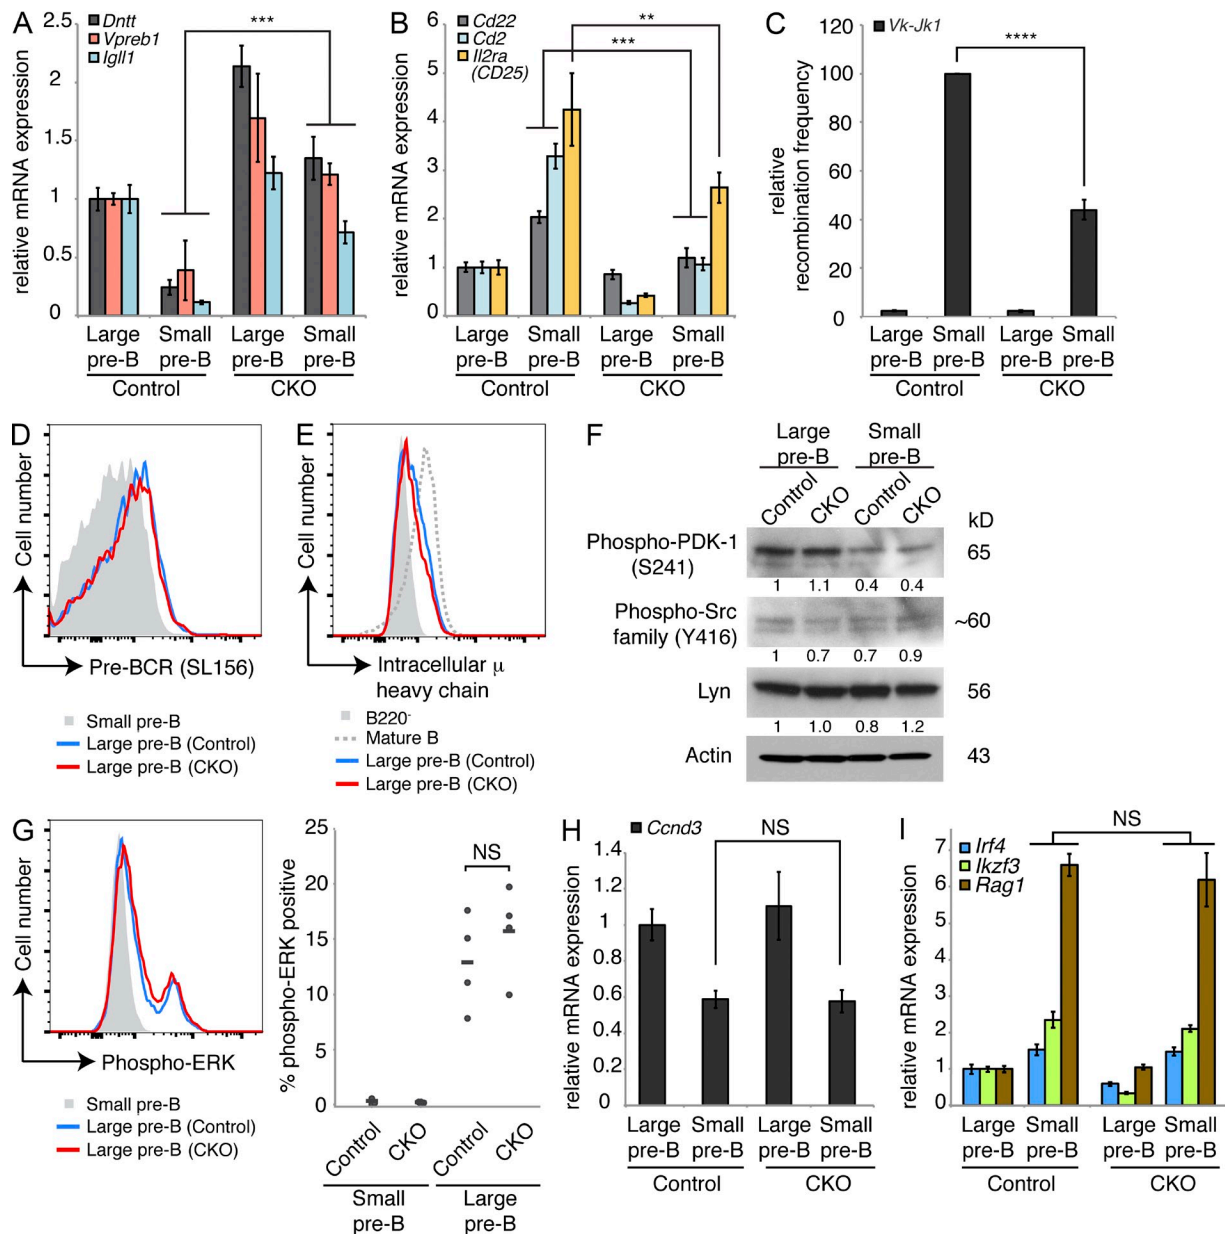 A
Dntt
Vpreb1
Igll1
***
relative mRNA expression
2.5
2
1.5
1
0.5
0
Large pre-B
Small pre-B
Large pre-B
Small pre-B
Control
CKO
B
Cd22
Cd2
Il2ra
(CD25)
**
***
relative mRNA expression
6
5
4
3
2
1
0
Large pre-B
Small pre-B
Large pre-B
Small pre-B
Control
CKO
C
Vk-Jk1
****
relative
recombination frequency
120
100
80
60
40
20
0
Large pre-B
Small pre-B
Large pre-B
Small pre-B
Control
CKO
D
Cell number
Pre-BCR (SL156)
Small pre-B
Large pre-B (Control)
Large pre-B (CKO)
E
Cell number
Intracellular μ
heavy chain
B220-
Mature B
Large pre-B (Control)
Large pre-B (CKO)
F
Large pre-B
Small pre-B
Control
CKO
Control
CKO
kD
Phospho-PDK-1
(S241)
65
1 1.1 0.4 0.4
Phospho-Src
family (Y416)
~60
1 0.7 0.7 0.9
Lyn
56
1 1.0 0.8 1.2
Actin
43
G
Cell number
Phospho-ERK
Small pre-B
Large pre-B (Control)
Large pre-B (CKO)
% phospho-ERK positive
25
20
15
10
5
0
NS
Control
CKO
Control
CKO
Small pre-B
Large pre-B
H
Ccnd3
NS
relative mRNA expression
1.4
1.2
1
0.8
0.6
0.4
0.2
0
Large pre-B
Small pre-B
Large pre-B
Small pre-B
Control
CKO
I
Irf4
Ikzf3
Rag1
NS
relative mRNA expression
7
6
5
4
3
2
1
0
Large pre-B
Small pre-B
Large pre-B
Small pre-B
Control
CKO